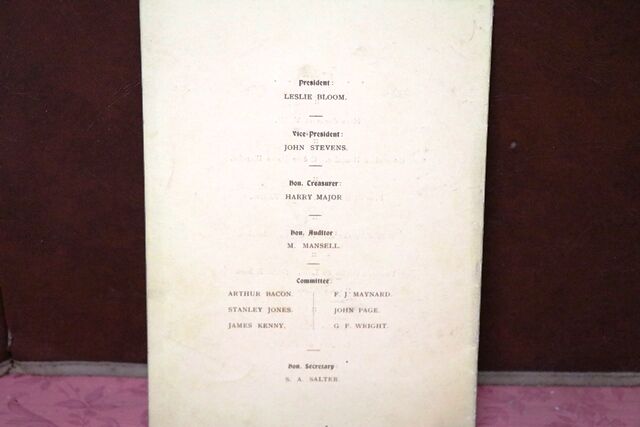 President:
LESLIE BLOOM.
Vice-President:
JOHN STEVENS.
Hon. Treasurer:
HARRY MAJOR
Hon. Auditor:
M. MANSELL.
Committee:
ARTHUR BACON. F. J. MAYNARD.
STANLEY JONES. JOHN PAGE.
JAMES KENNY. G. F. WRIGHT.
Hon. Secretary:
S. A. SALTER.